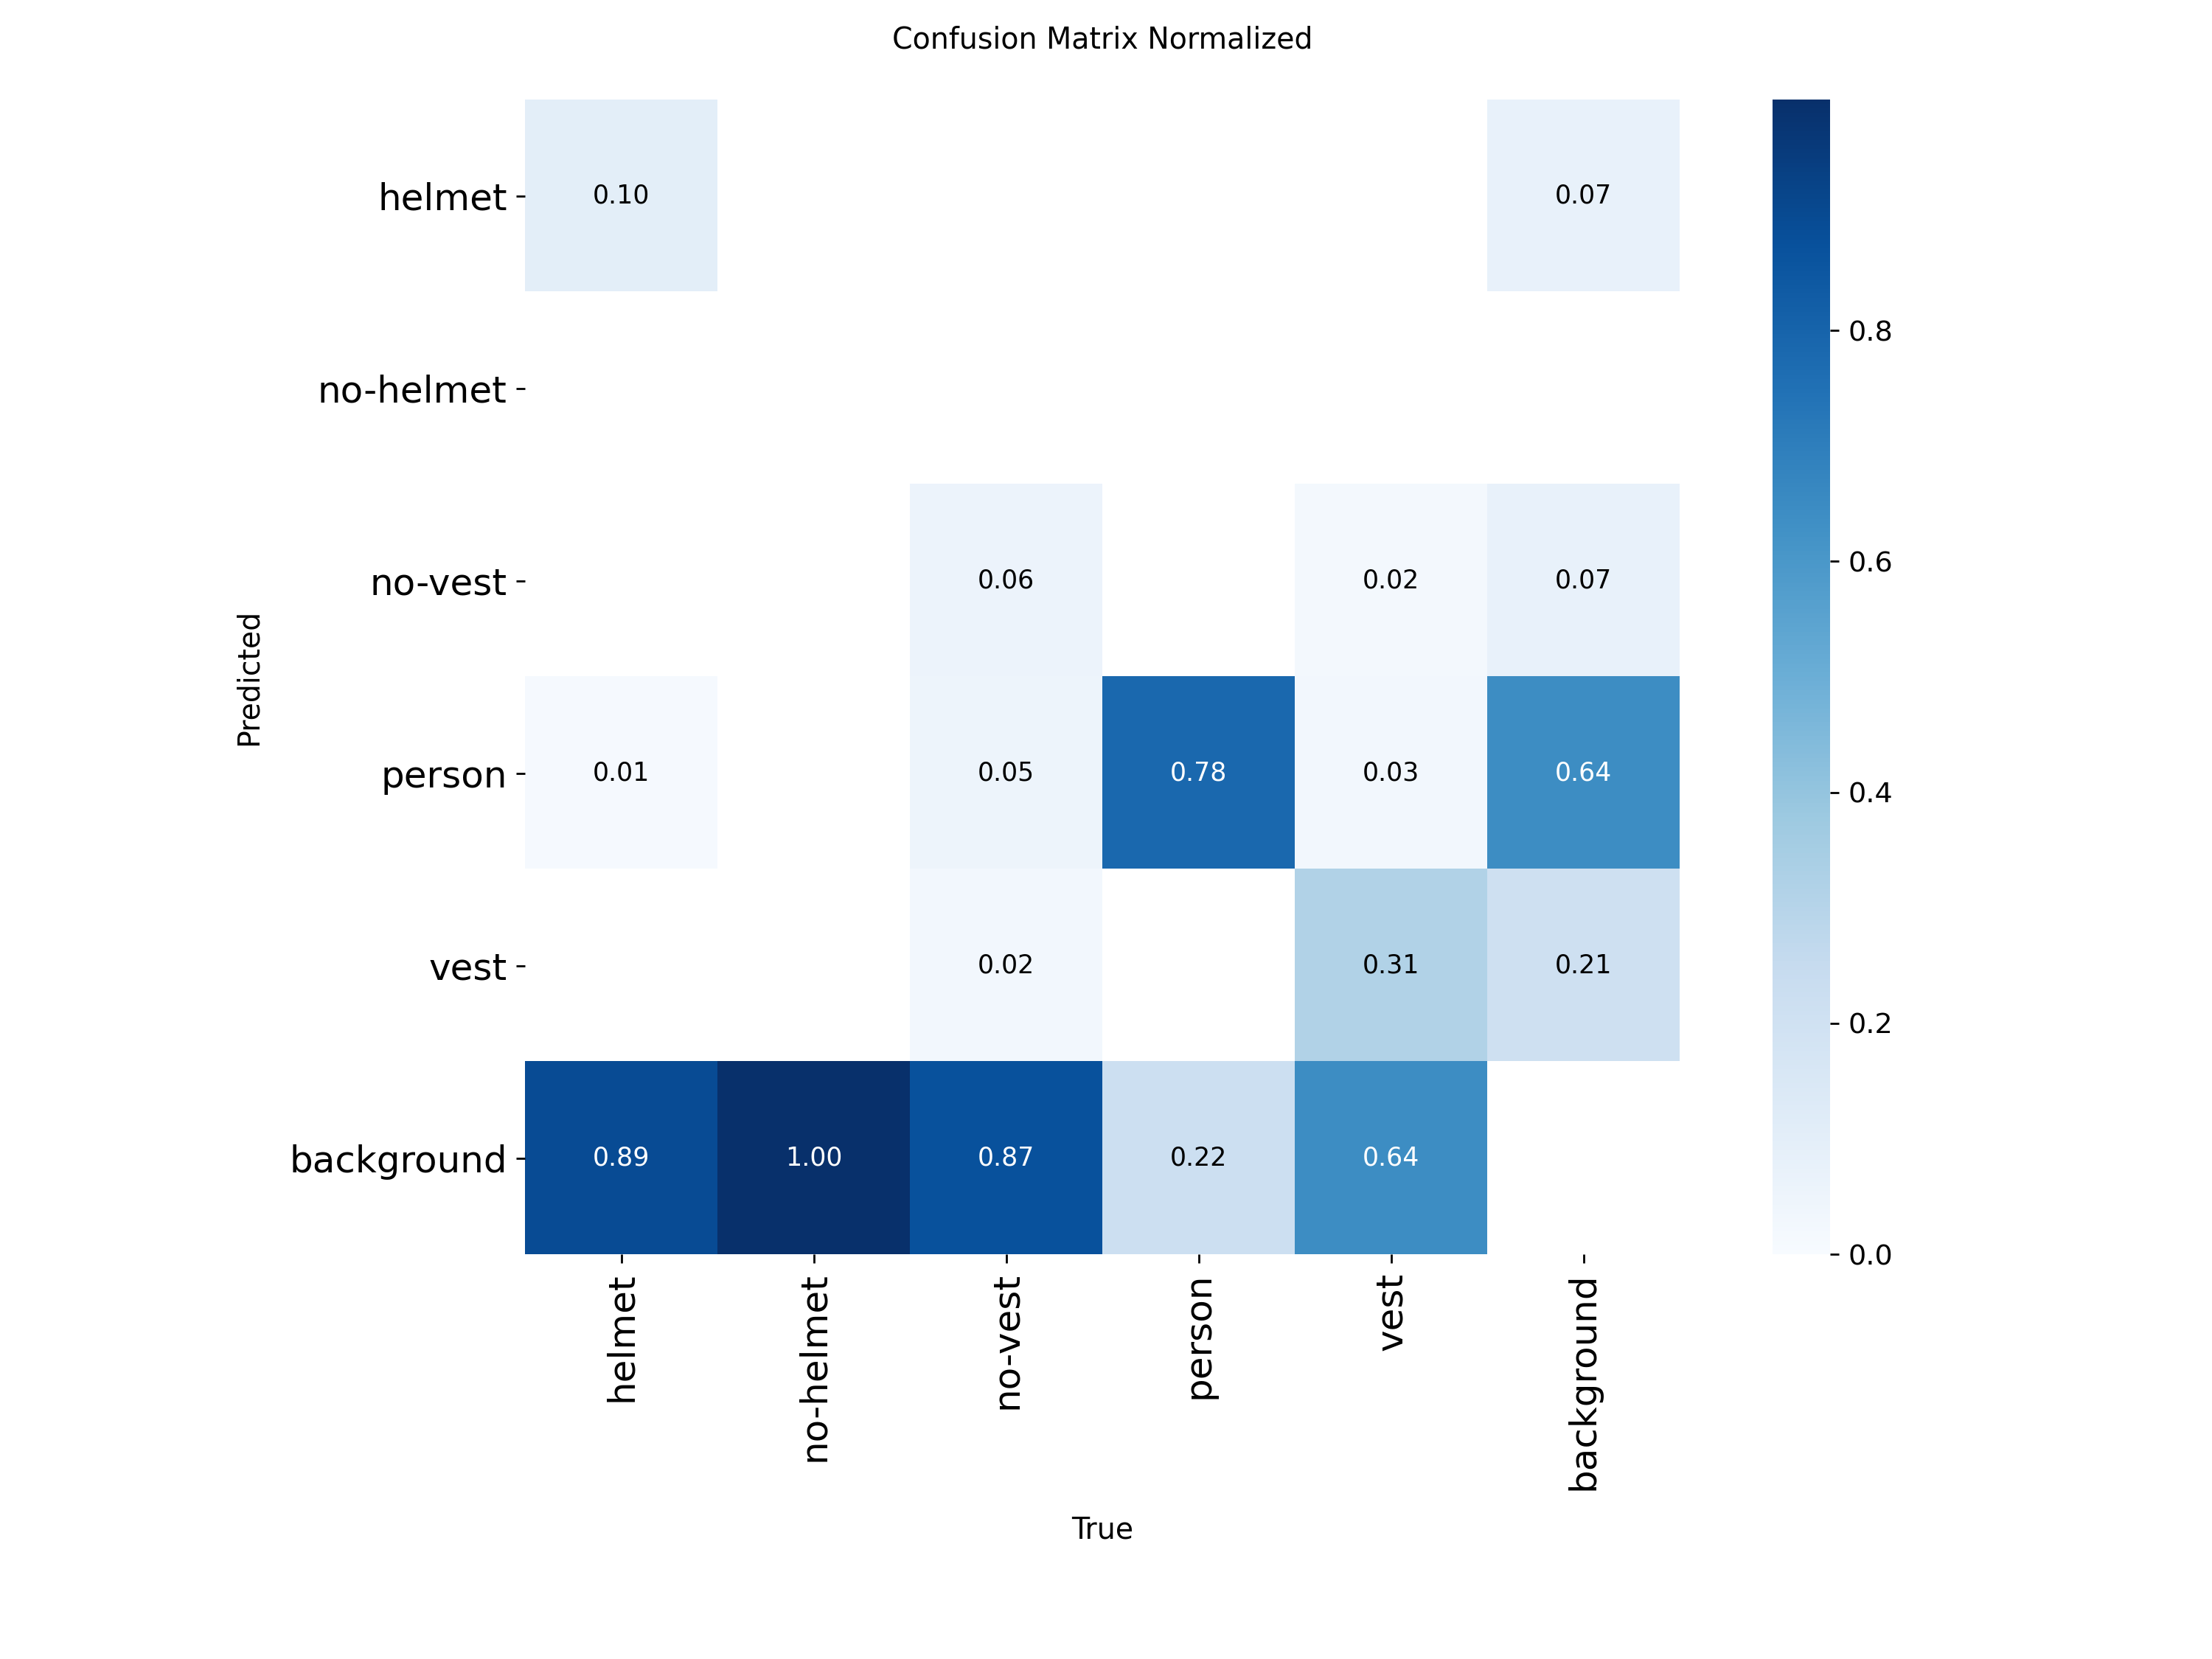 Confusion Matrix Normalized
helmet
0.10
0.07
no-helmet
no-vest
0.06
0.02
0.07
person
0.01
0.05
0.78
0.03
0.64
vest
0.02
0.31
0.21
background
0.89
1.00
0.87
0.22
0.64
Predicted
helmet
no-helmet
no-vest
person
vest
background
True
0.8
0.6
0.4
0.2
0.0